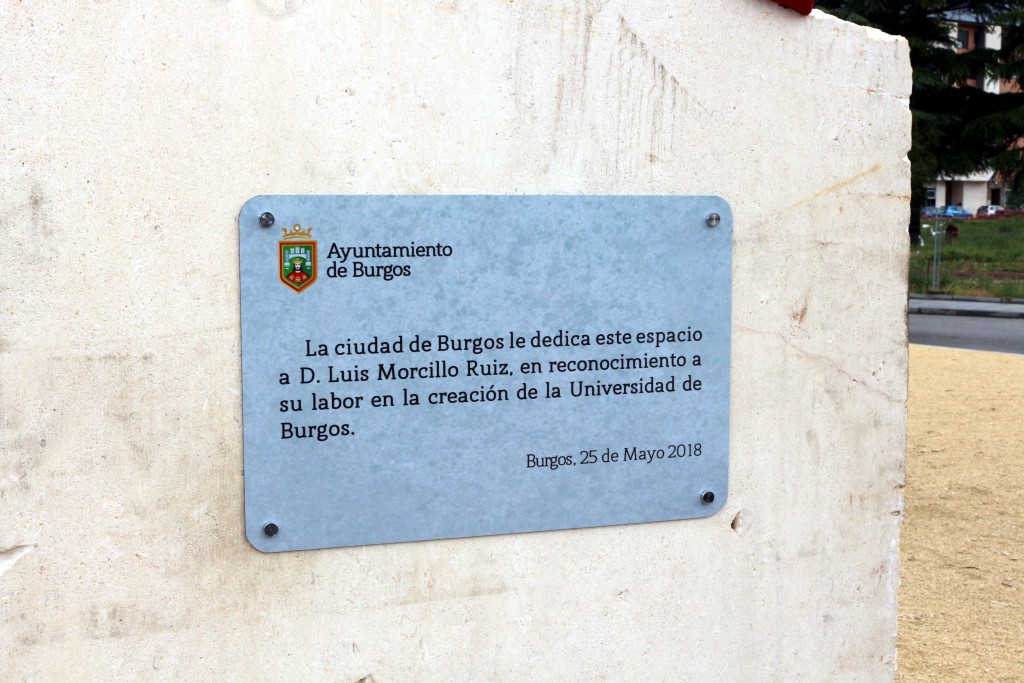 Ayuntamiento
de Burgos
La ciudad de Burgos le dedica este espacio
a D. Luis Morcillo Ruiz, en reconocimiento a
su labor en la creación de la Universidad de
Burgos.
Burgos, 25 de Mayo 2018